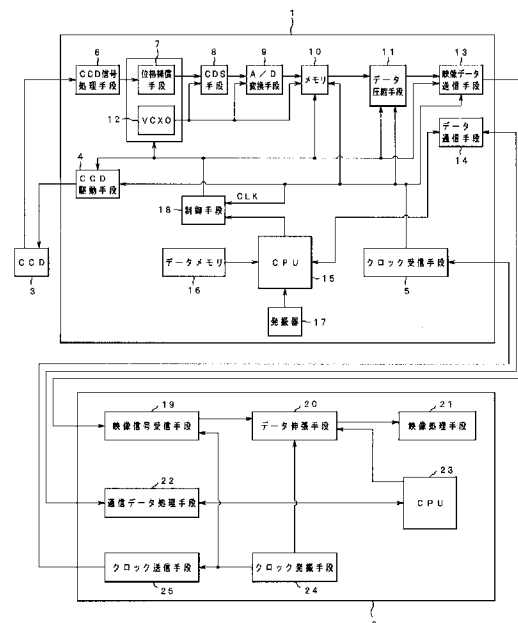 1
6
CCD信号
処理手段
7
位相補償
手段
8
CDS
手段
9
A/D
変換手段
10
メモリ
11
データ
圧縮手段
13
映像データ
送信手段
12
VCXO
データ
通信手段
14
4
CCD
駆動手段
CLK
18
制御手段
CCD
3
データメモリ
16
CPU
15
クロック受信手段
5
発振器
17
19
映像信号受信手段
20
データ伸張手段
21
映像処理手段
22
通信データ処理手段
23
CPU
クロック送信手段
25
クロック発振手段
24